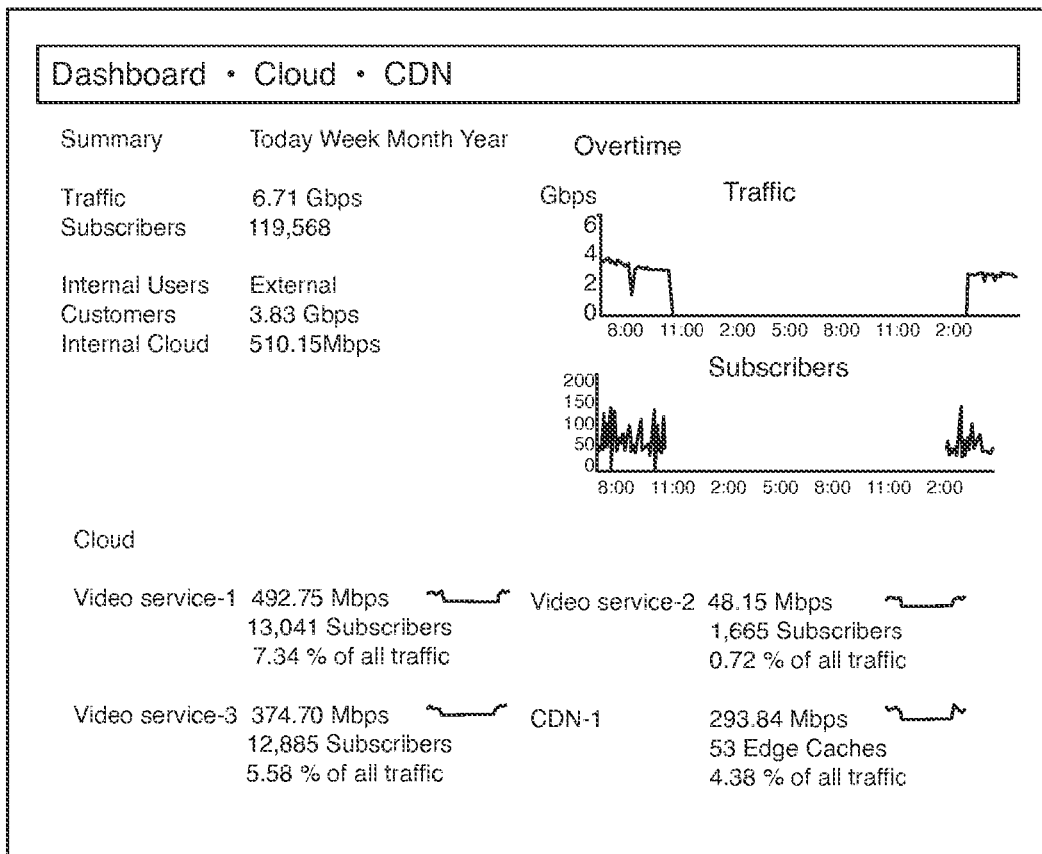 Dashboard • Cloud • CDN
Summary Today Week Month Year
Traffic 6.71 Gbps
Subscribers 119,568
Internal Users External
Customers 3.83 Gbps
Internal Cloud 510.15Mbps
Overtime
Gbps Traffic
6
4
2
0
8:00 11:00 2:00 5:00 8:00 11:00 2:00
Subscribers
200
150
100
50
0
8:00 11:00 2:00 5:00 8:00 11:00 2:00
Cloud
Video service-1 492.75 Mbps
13,041 Subscribers
7.34 % of all traffic
Video service-2 48.15 Mbps
1,665 Subscribers
0.72 % of all traffic
Video service-3 374.70 Mbps
12,885 Subscribers
5.58 % of all traffic
CDN-1 293.84 Mbps
53 Edge Caches
4.38 % of all traffic